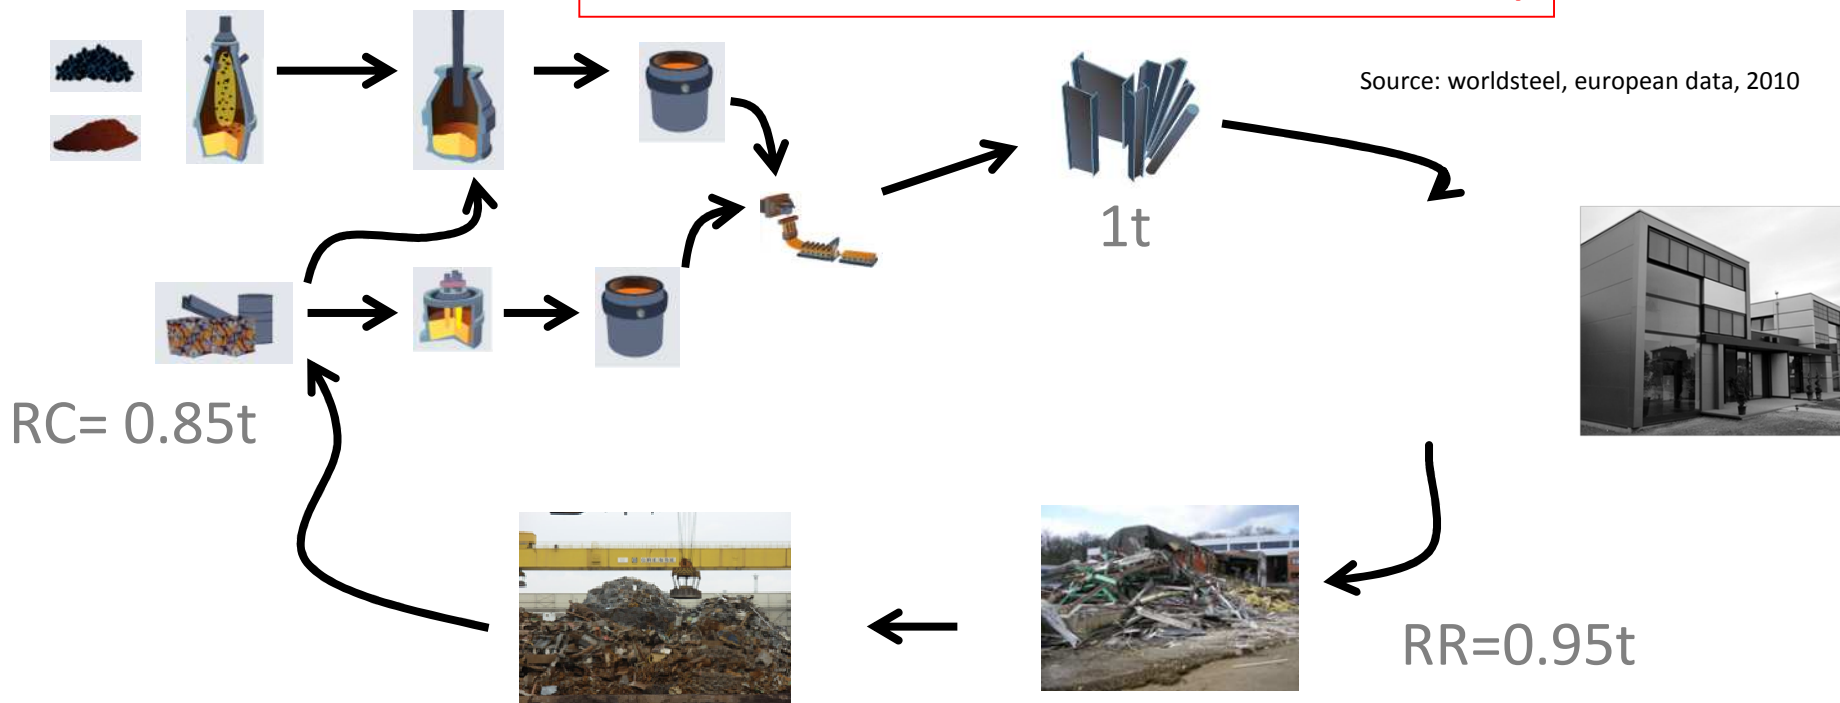 Source: worldsteel, european data, 2010
1t
RC= 0.85t
RR=0.95t